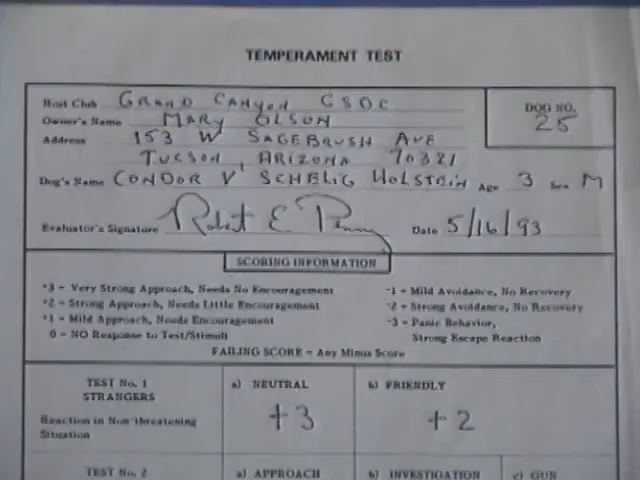 TEMPERAMENT TEST
Host Club GRAND CANYON GSDC
Owner's Name MARY OLSON
DOG NO.
25
Address 153 W SAGEBRUSH AVE
TUCSON, ARIZONA 70321
Dog's Name CONDOR V SCHELIG HOLSTEIN Age 3 Sex M
Evaluator's Signature Robert E Penny Date 5/16/93
SCORING INFORMATION
+3 = Very Strong Approach, Needs No Encouragement
+2 = Strong Approach, Needs Little Encouragement
+1 = Mild Approach, Needs Encouragement
0 = NO Response to Test/Stimuli
-1 = Mild Avoidance, No Recovery
-2 = Strong Avoidance, No Recovery
-3 = Panic Behavior,
Strong Escape Reaction
FAILING SCORE = Any Minus Score
TEST No. 1
STRANGERS
Reaction in Non-threatening
Situation
a) NEUTRAL
+3
b) FRIENDLY
+2
TEST No. 2
a) APPROACH
b) INVESTIGATION
c) GUN